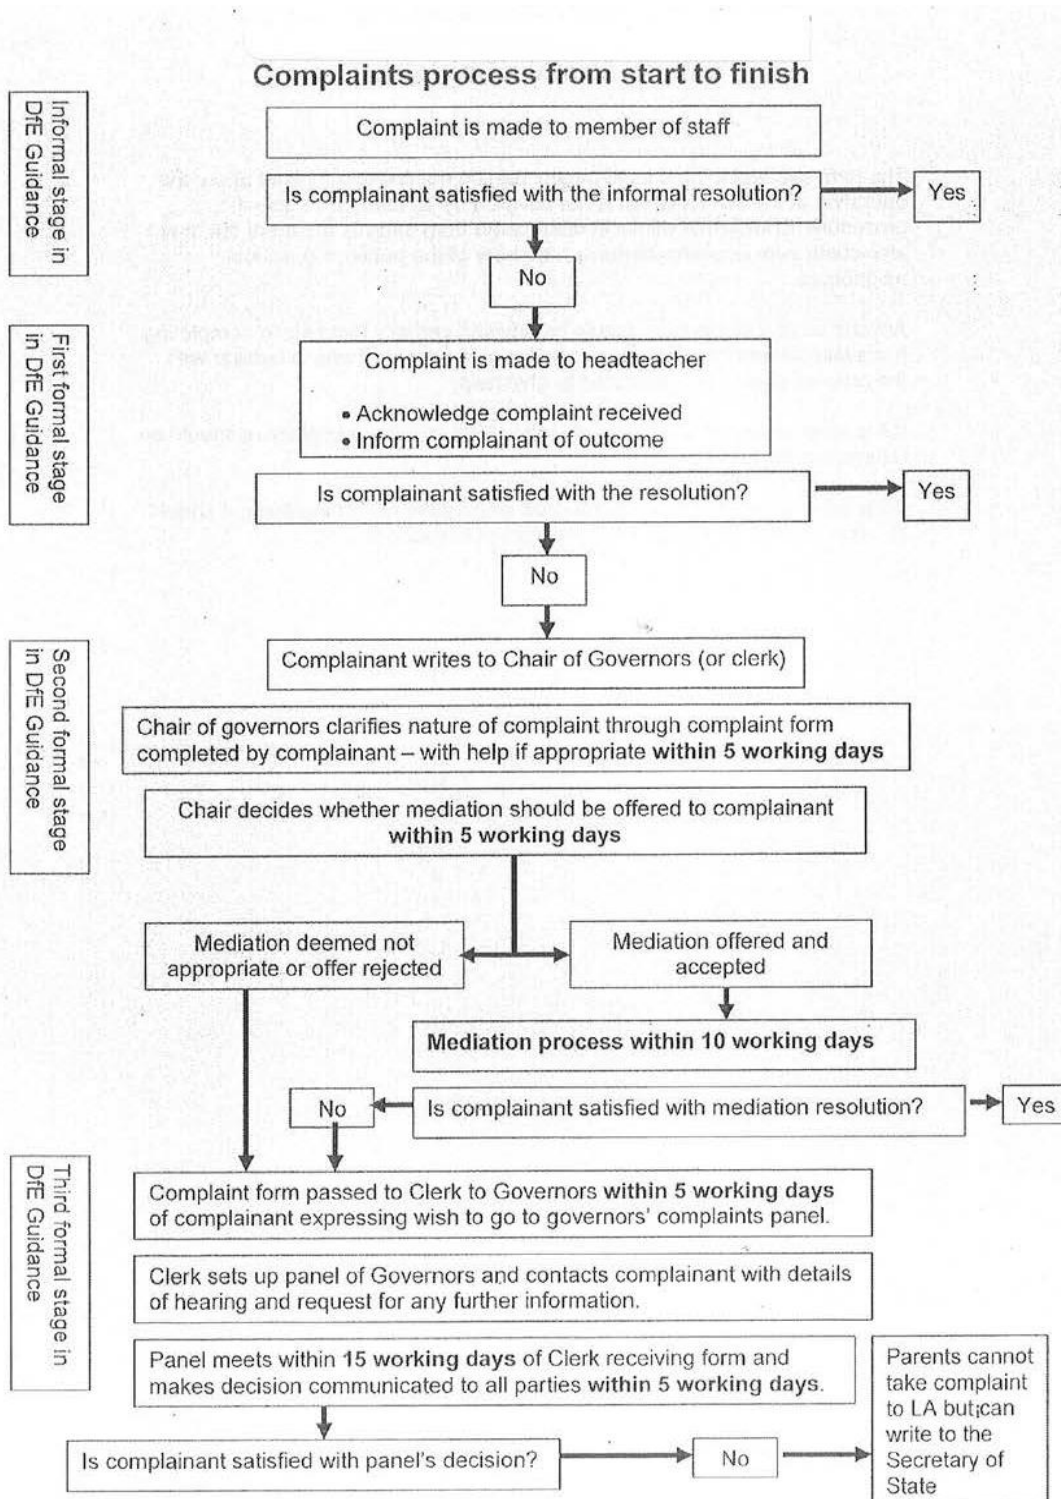 Complaints process from start to finish
Informal stage in
DfE Guidance
Complaint is made to member of staff
Is complainant satisfied with the informal resolution?
Yes
No
First formal stage
in DfE Guidance
Complaint is made to headteacher
• Acknowledge complaint received
• Inform complainant of outcome
Is complainant satisfied with the resolution?
Yes
No
Second formal stage
in DfE Guidance
Complainant writes to Chair of Governors (or clerk)
Chair of governors clarifies nature of complaint through complaint form
completed by complainant – with help if appropriate within 5 working days
Chair decides whether mediation should be offered to complainant
within 5 working days
Mediation deemed not
appropriate or offer rejected
Mediation offered and
accepted
Mediation process within 10 working days
Is complainant satisfied with mediation resolution?
No
Yes
Third formal stage in
DfE Guidance
Complaint form passed to Clerk to Governors within 5 working days
of complainant expressing wish to go to governors' complaints panel.
Clerk sets up panel of Governors and contacts complainant with details
of hearing and request for any further information.
Panel meets within 15 working days of Clerk receiving form and
makes decision communicated to all parties within 5 working days.
Is complainant satisfied with panel's decision?
No
Parents cannot
take complaint
to LA but can
write to the
Secretary of
State